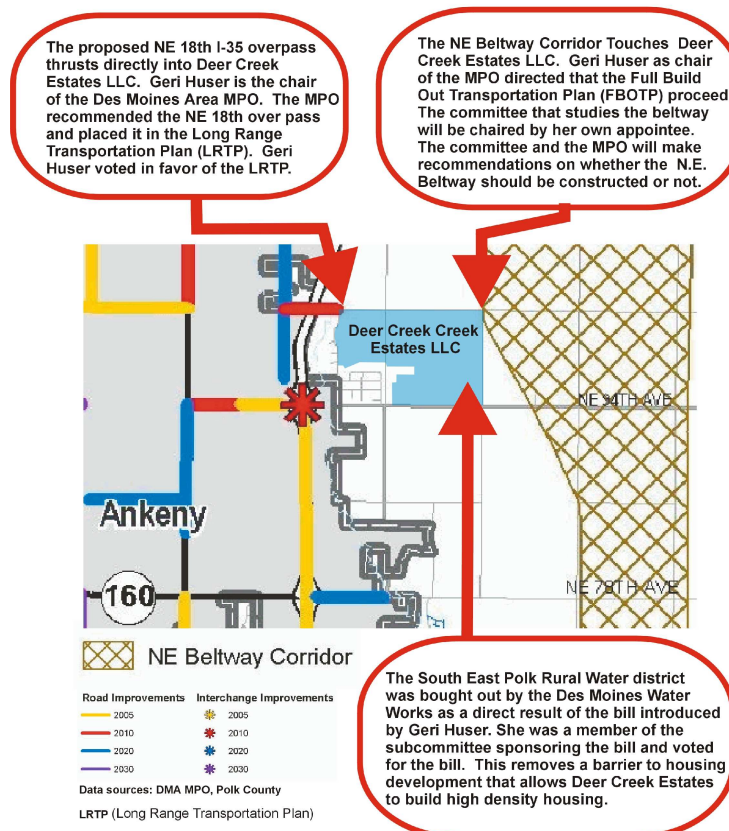 The proposed NE 18th I-35 overpass
thrusts directly into Deer Creek
Estates LLC. Geri Huser is the chair
of the Des Moines Area MPO. The MPO
recommended the NE 18th over pass
and placed it in the Long Range
Transportation Plan (LRTP). Geri
Huser voted in favor of the LRTP.
The NE Beltway Corridor Touches Deer
Creek Estates LLC. Geri Huser as chair
of the MPO directed that the Full Build
Out Transportation Plan (FBOTP) proceed
The committee that studies the beltway
will be chaired by her own appointee.
The committee and the MPO will make
recommendations on whether the N.E.
Beltway should be constructed or not.
Deer Creek Creek
Estates LLC
NE 94TH AVE
Ankeny
160
NE 78TH AVE
NE Beltway Corridor
Road Improvements
2005
2010
2020
2030
Interchange Improvements
2005
2010
2020
2030
Data sources: DMA MPO, Polk County
LRTP (Long Range Transportation Plan)
The South East Polk Rural Water district
was bought out by the Des Moines Water
Works as a direct result of the bill introduced
by Geri Huser. She was a member of the
subcommittee sponsoring the bill and voted
for the bill. This removes a barrier to housing
development that allows Deer Creek Estates
to build high density housing.